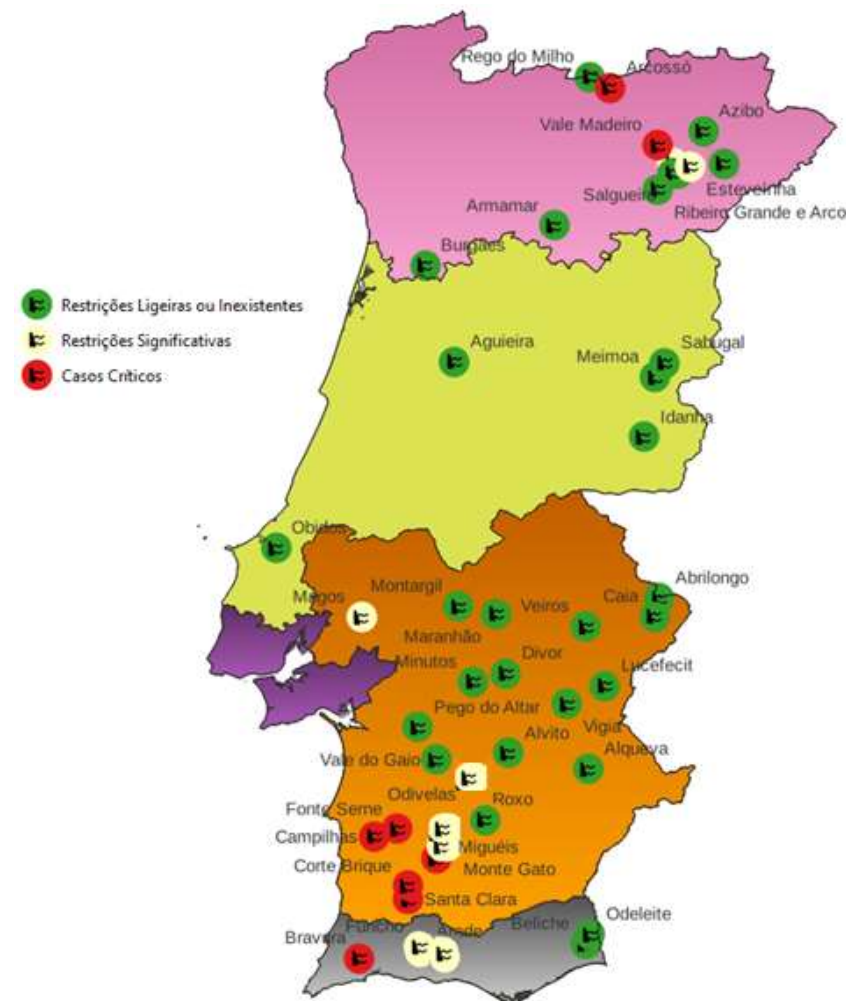 Rego do Milho
Arcossó
Azibo
Vale Madeiro
Salgueiro
Esteveínha
Armamar
Ribeiro Grande e Arco
Burgães
Restrições Ligeiras ou Inexistentes
Restrições Significativas
Casos Críticos
Aguieira
Meimoa
Sabugal
Idanha
Obidos
Abrilongo
Montargil
Caia
Magos
Veiros
Maranhão
Minutos
Divor
Lucefecit
Pego do Altar
Vigia
Alvito
Vale do Gaio
Alqueva
Odivelas
Roxo
Fonte Serne
Campilhas
Miguéis
Corte Brique
Monte Gato
Santa Clara
Odeleite
Beliche
Funcho
Arade
Bravura